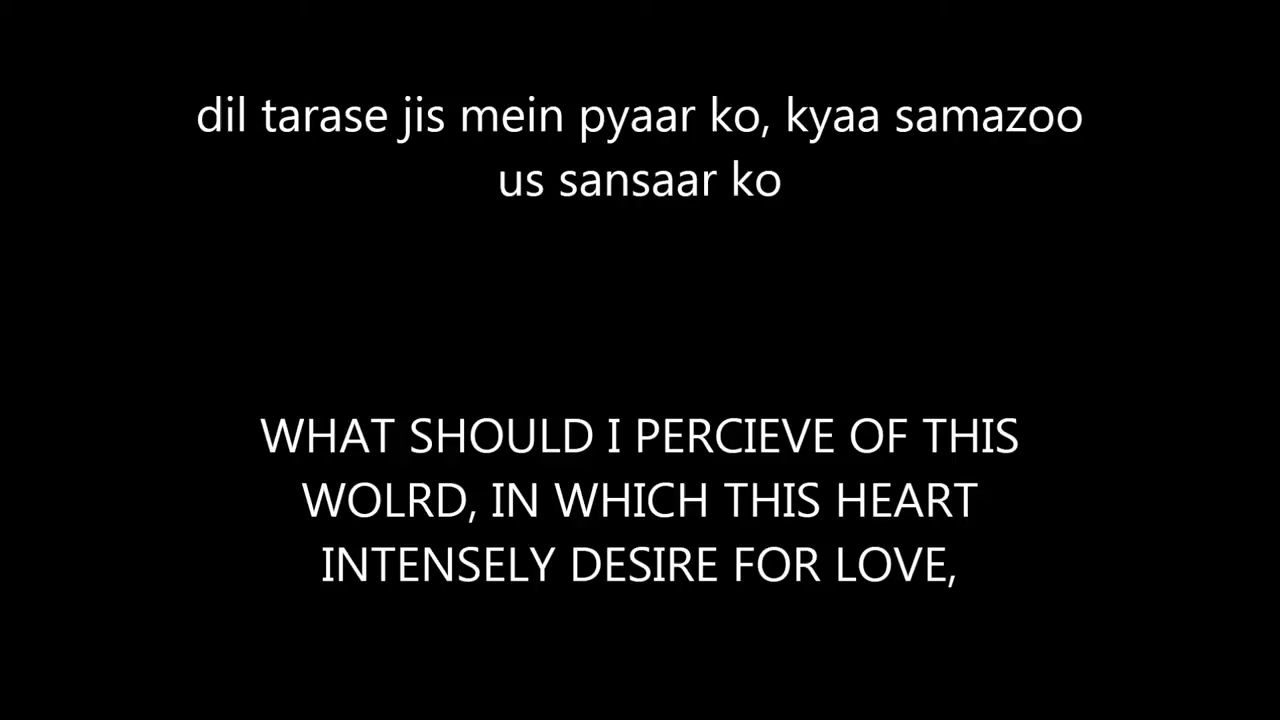 dil tarase jis mein pyaar ko, kyaa samazoo
us sansaar ko
WHAT SHOULD I PERCIEVE OF THIS
WOLRD, IN WHICH THIS HEART
INTENSELY DESIRE FOR LOVE,